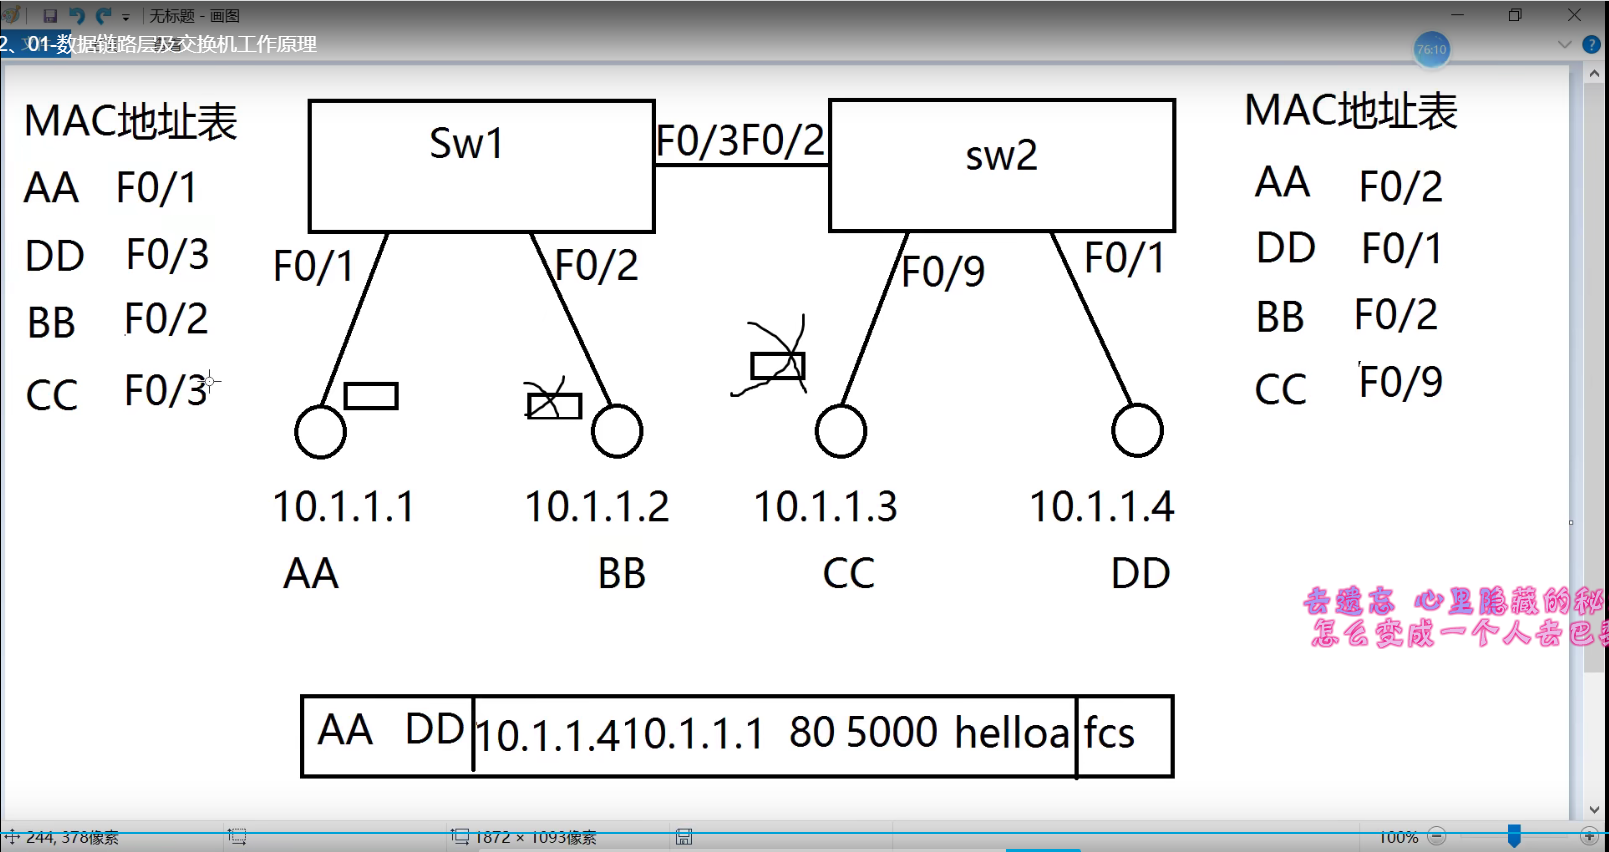 无标题 - 画图
2、01-数据链路层及交换机工作原理
76:10
MAC地址表
AA F0/1
DD F0/3
BB F0/2
CC F0/3
Sw1
F0/3F0/2
sw2
F0/1
F0/2
F0/9
F0/1
MAC地址表
AA F0/2
DD F0/1
BB F0/2
CC F0/9
10.1.1.1
10.1.1.2
10.1.1.3
10.1.1.4
AA
BB
CC
DD
去遗忘 心里隐藏的秘
怎么变成一个人去巴
AA DD 10.1.1.410.1.1.1 80 5000 helloa fcs
244, 378像素
1872 × 1093像素
100%